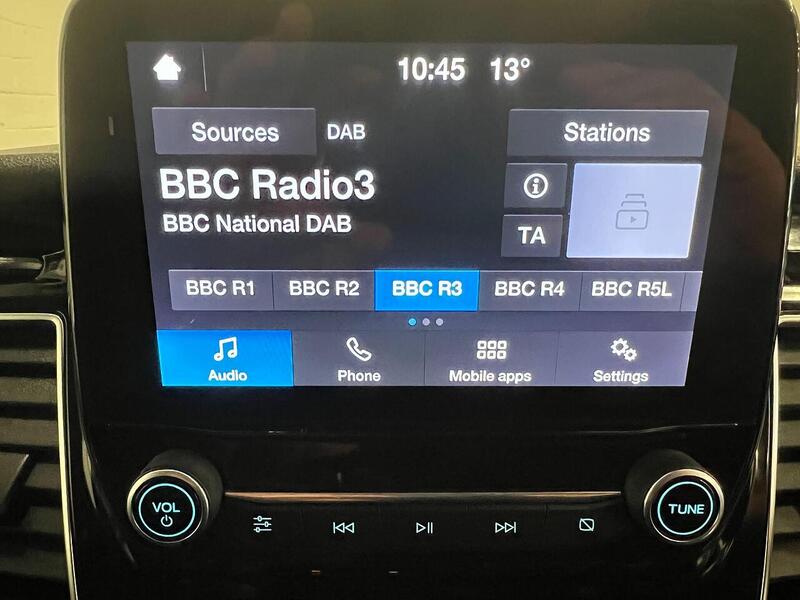 10:45 13°
Sources DAB Stations
BBC Radio3
BBC National DAB
TA
BBC R1 BBC R2 BBC R3 BBC R4 BBC R5L
Audio Phone Mobile apps Settings
VOL
TUNE